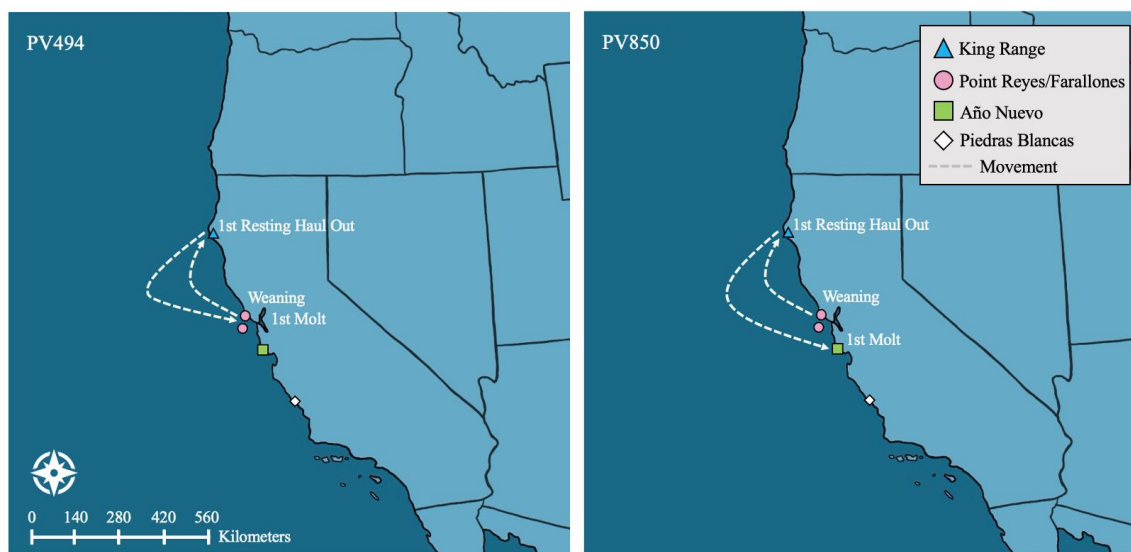 PV494
1st Resting Haul Out
Weaning
1st Molt
0 140 280 420 560
Kilometers
PV850
King Range
Point Reyes/Farallones
Año Nuevo
Piedras Blancas
Movement
1st Resting Haul Out
Weaning
1st Molt